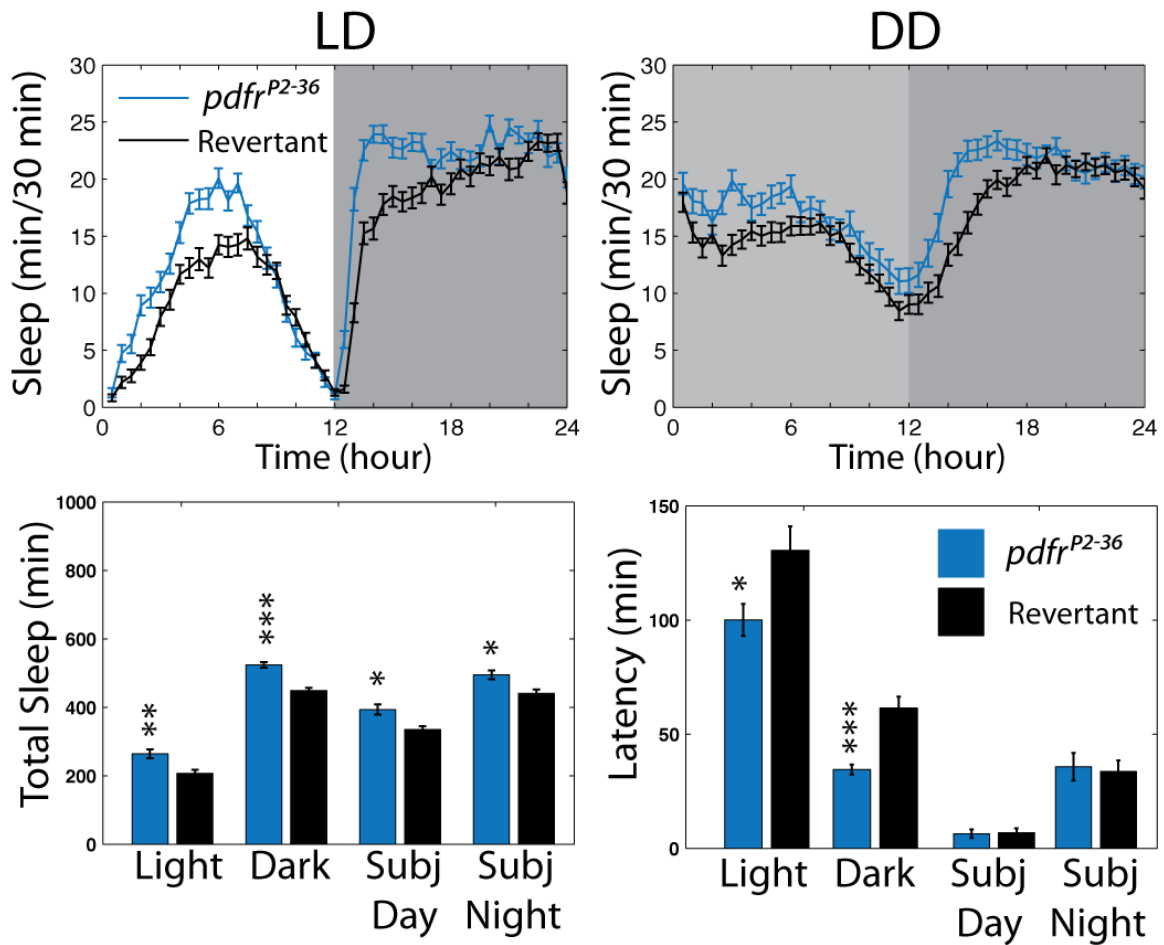 LD
Sleep (min/30 min)
30
25
20
15
10
5
0
pdfrᴾ²⁻³⁶
Revertant
0 6 12 18 24
Time (hour)
DD
Sleep (min/30 min)
30
25
20
15
10
5
0
0 6 12 18 24
Time (hour)
Total Sleep (min)
1000
800
600
400
200
0
**
***
*
*
Light Dark Subj Subj
Day Night
Latency (min)
150
100
50
0
*
***
pdfrᴾ²⁻³⁶
Revertant
Light Dark Subj Subj
Day Night